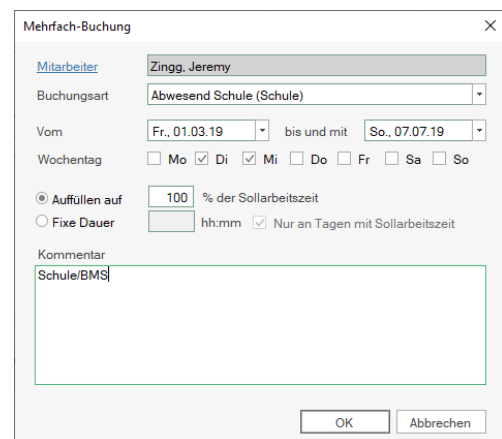 Mehrfach-Buchung
Mitarbeiter Zingg, Jeremy
Buchungsart Abwesend Schule (Schule)
Vom Fr., 01.03.19 bis und mit So., 07.07.19
Wochentag Mo Di Mi Do Fr Sa So
Auffüllen auf 100 % der Sollarbeitszeit
Fixe Dauer hh:mm Nur an Tagen mit Sollarbeitszeit
Kommentar
Schule/BMS
OK Abbrechen